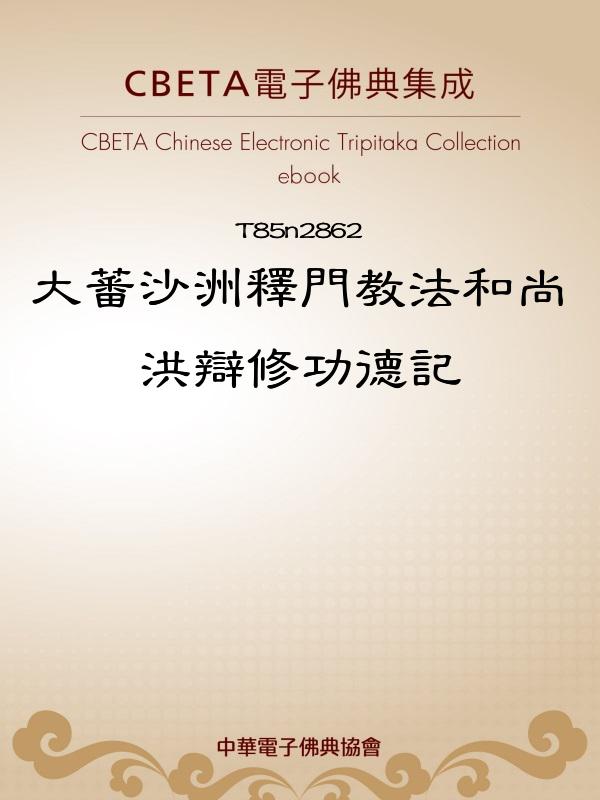 CBETA電子佛典集成
CBETA Chinese Electronic Tripitaka Collection
ebook
T85n2862
大蕃沙洲釋門教法和尚
洪辯修功德記
中華電子佛典協會